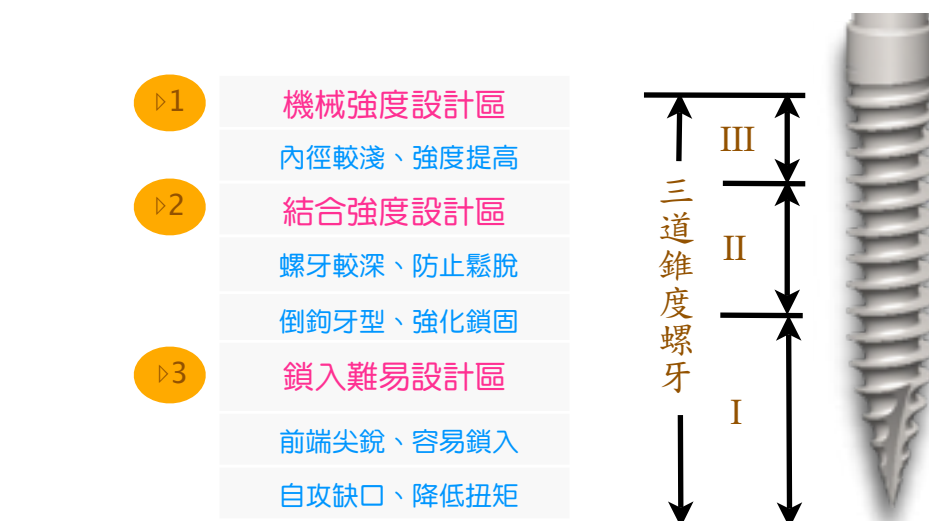 ▷1
機械強度設計區
內徑較淺、強度提高
▷2
結合強度設計區
螺牙較深、防止鬆脫
倒鉤牙型、強化鎖固
▷3
鎖入難易設計區
前端尖銳、容易鎖入
自攻缺口、降低扭矩
三道錐度螺牙
III
II
I